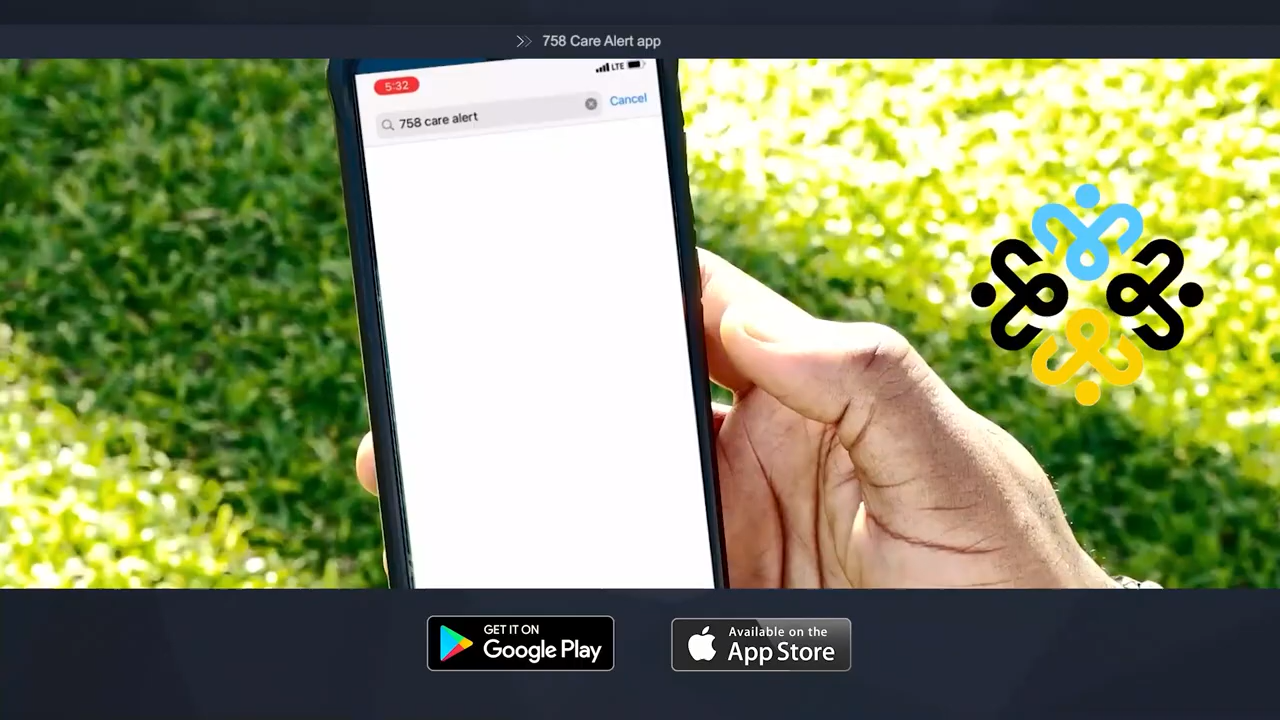 758 Care Alert app
5:32
LTE
758 care alert
Cancel
GET IT ON
Google Play
Available on the
App Store